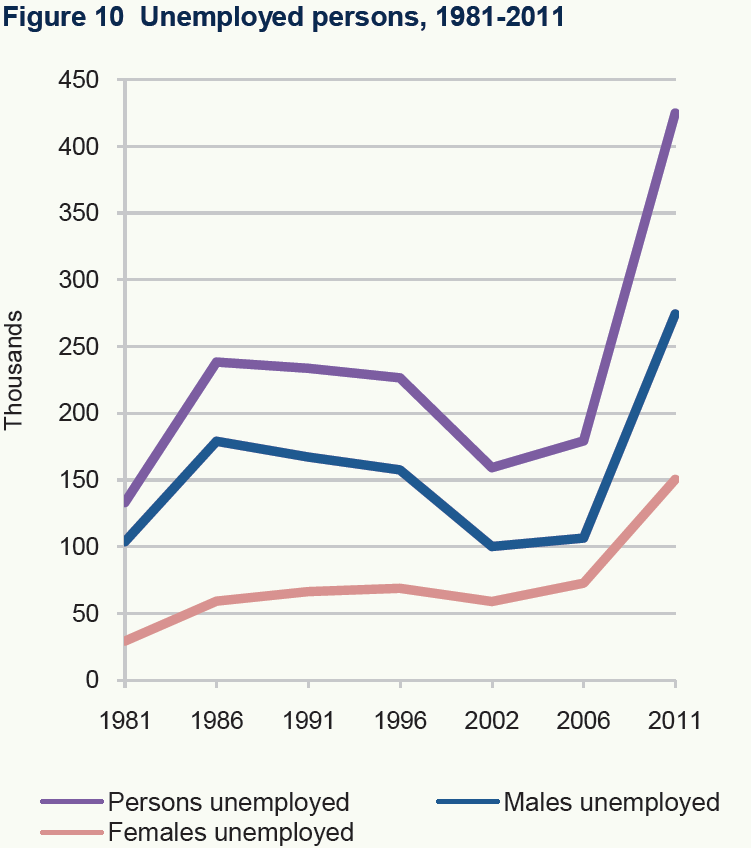 Figure 10 Unemployed persons, 1981-2011
450
400
350
300
250
200
150
100
50
0
Thousands
1981 1986 1991 1996 2002 2006 2011
Persons unemployed Males unemployed
Females unemployed